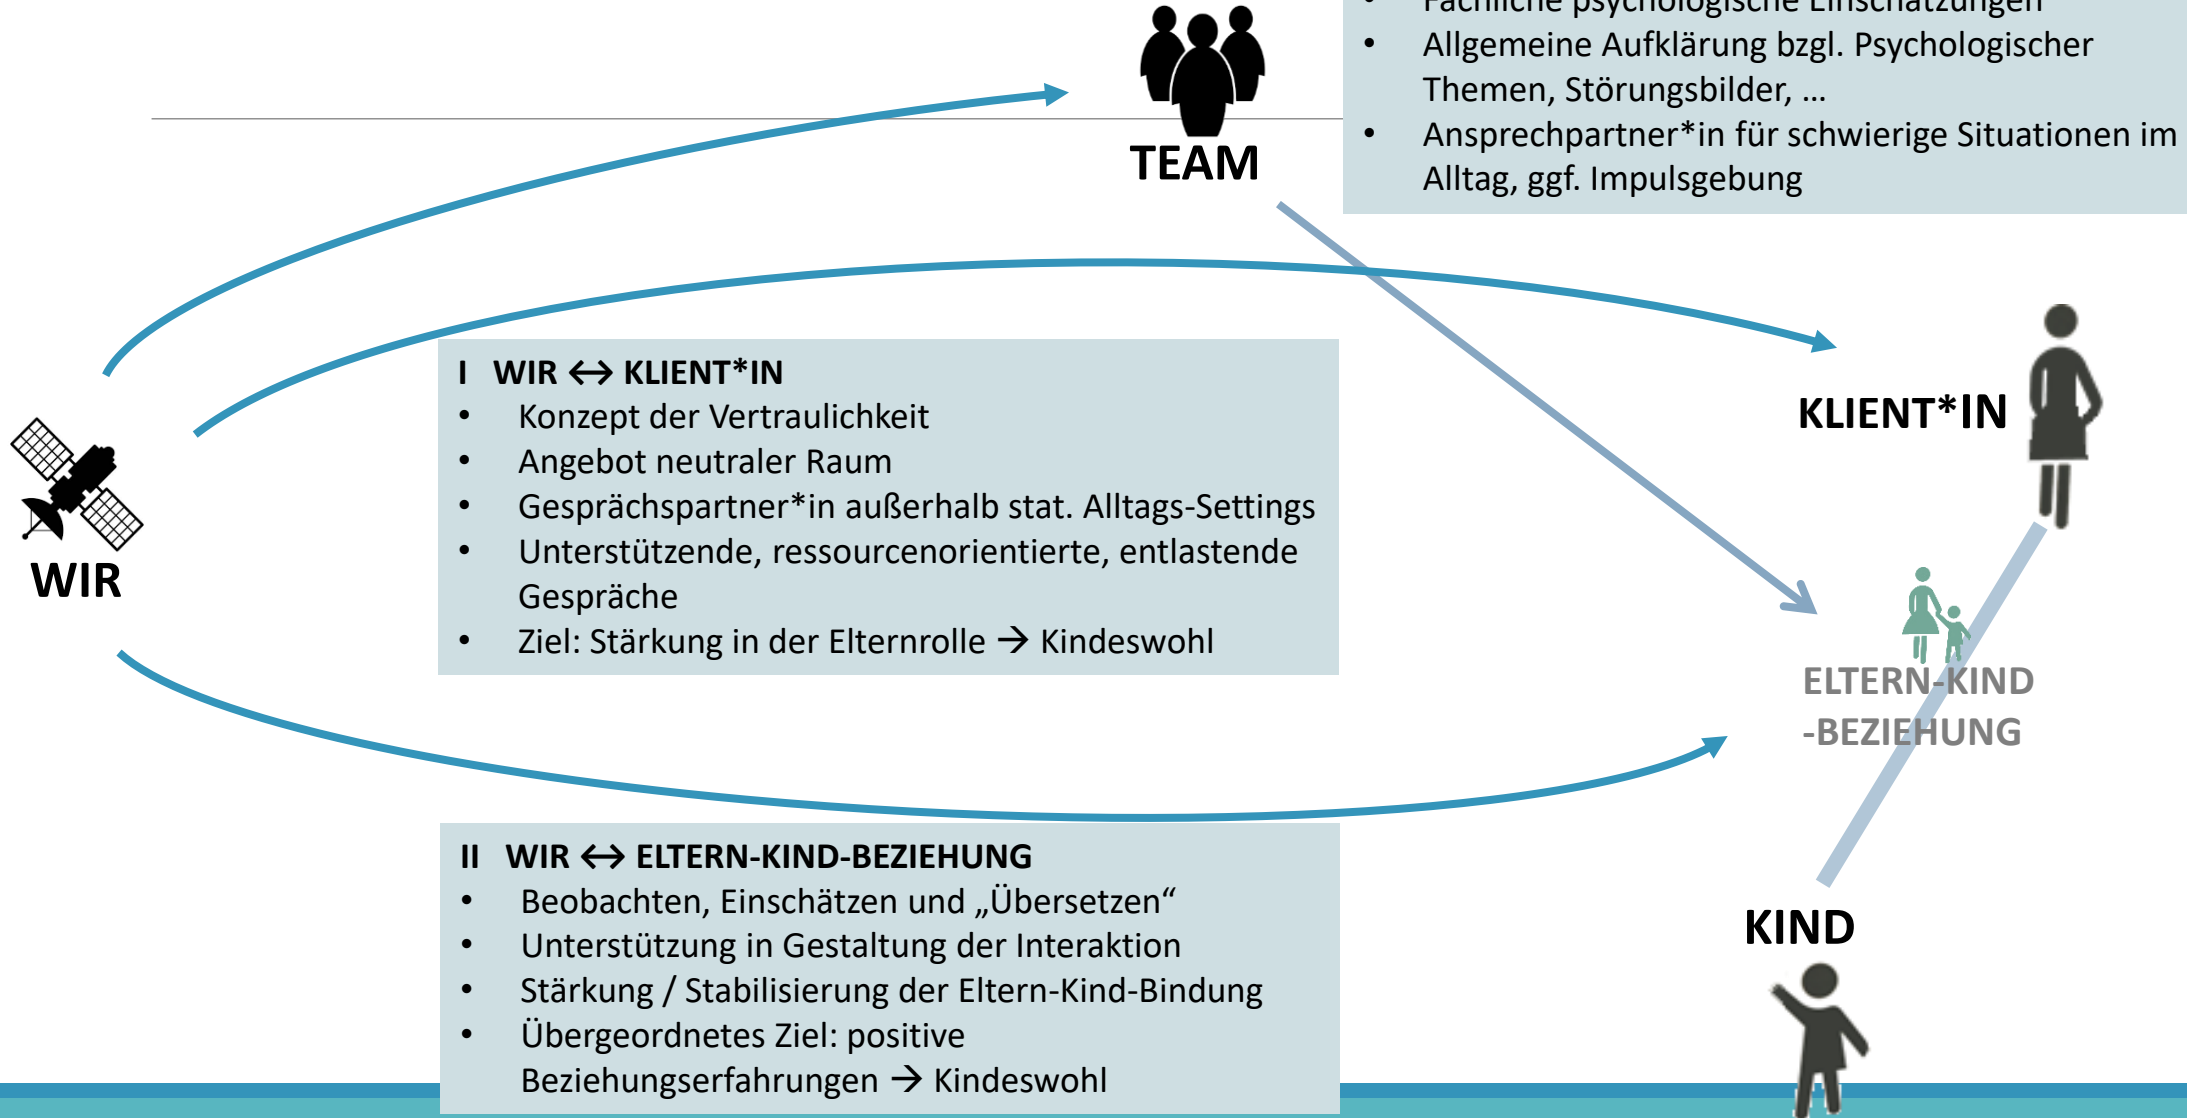 Fachliche psychologische Einschätzungen
• Allgemeine Aufklärung bzgl. Psychologischer
Themen, Störungsbilder, …
• Ansprechpartner*in für schwierige Situationen im
Alltag, ggf. Impulsgebung
TEAM
I WIR ↔ KLIENT*IN
• Konzept der Vertraulichkeit
• Angebot neutraler Raum
• Gesprächspartner*in außerhalb stat. Alltags-Settings
• Unterstützende, ressourcenorientierte, entlastende
Gespräche
• Ziel: Stärkung in der Elternrolle → Kindeswohl
KLIENT*IN
WIR
ELTERN-KIND
-BEZIEHUNG
II WIR ↔ ELTERN-KIND-BEZIEHUNG
• Beobachten, Einschätzen und „Übersetzen“
• Unterstützung in Gestaltung der Interaktion
• Stärkung / Stabilisierung der Eltern-Kind-Bindung
• Übergeordnetes Ziel: positive
Beziehungserfahrungen → Kindeswohl
KIND